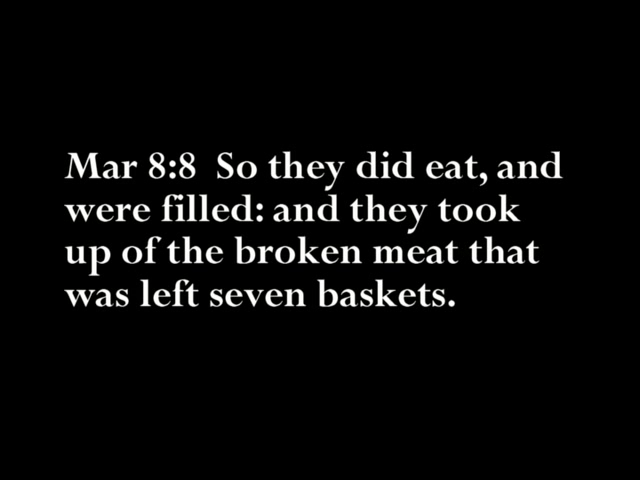 Mar 8:8  So they did eat, and
were filled: and they took
up of the broken meat that
was left seven baskets.